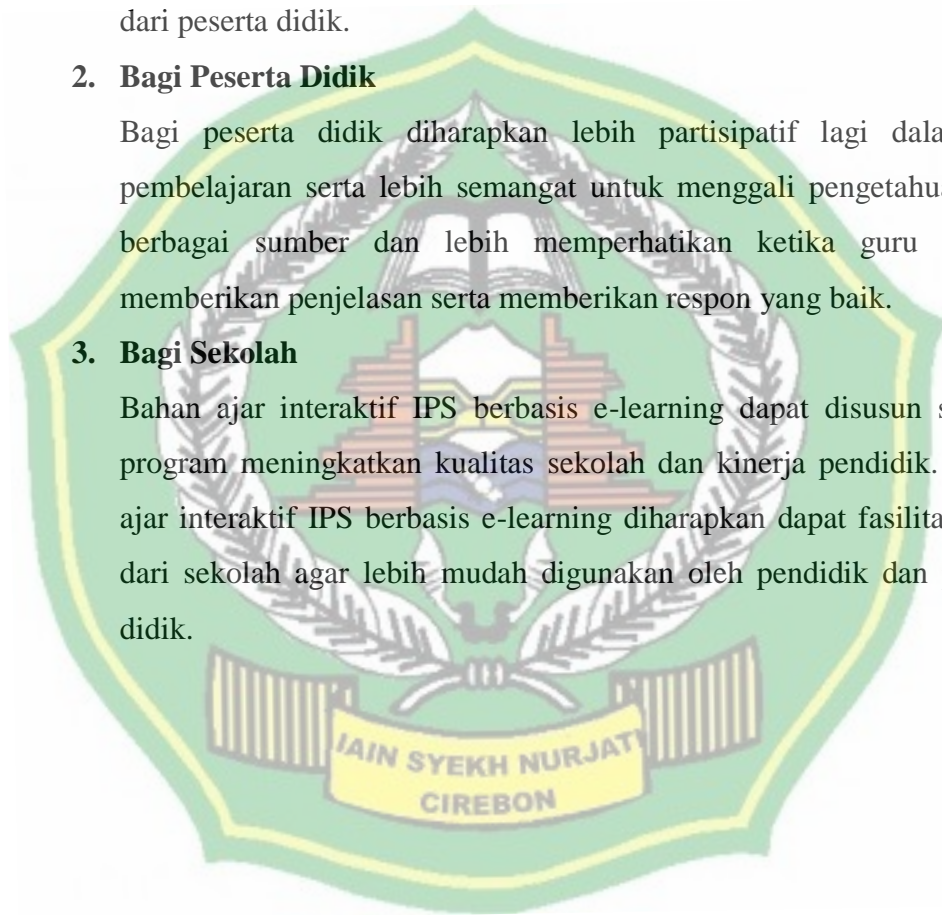 dari peserta didik.
2. Bagi Peserta Didik
Bagi peserta didik diharapkan lebih partisipatif lagi dala
pembelajaran serta lebih semangat untuk menggali pengetahu
berbagai sumber dan lebih memperhatikan ketika guru
memberikan penjelasan serta memberikan respon yang baik.
3. Bagi Sekolah
Bahan ajar interaktif IPS berbasis e-learning dapat disusun s
program meningkatkan kualitas sekolah dan kinerja pendidik.
ajar interaktif IPS berbasis e-learning diharapkan dapat fasilita
dari sekolah agar lebih mudah digunakan oleh pendidik dan
didik.
IAIN SYEKH NURJATI
CIREBON